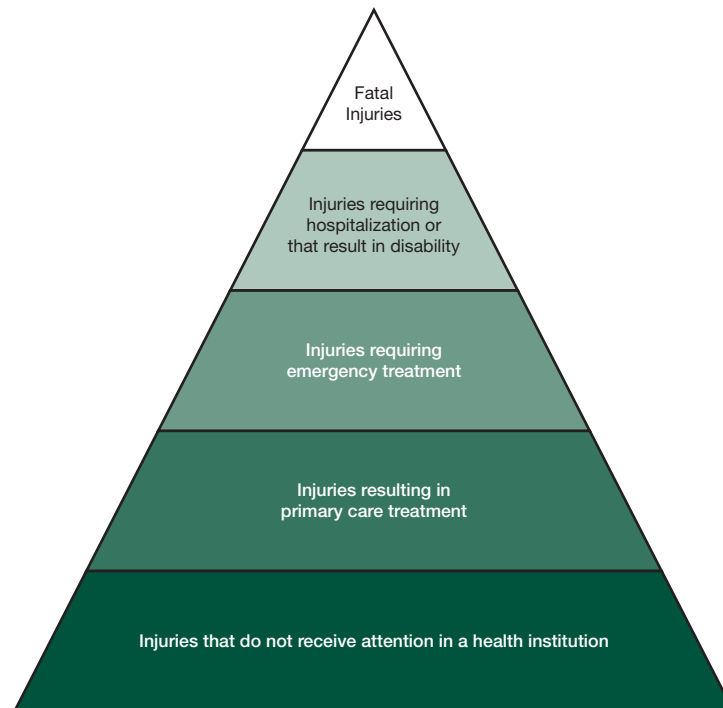 Fatal
Injuries
Injuries requiring
hospitalization or
that result in disability
Injuries requiring
emergency treatment
Injuries resulting in
primary care treatment
Injuries that do not receive attention in a health institution